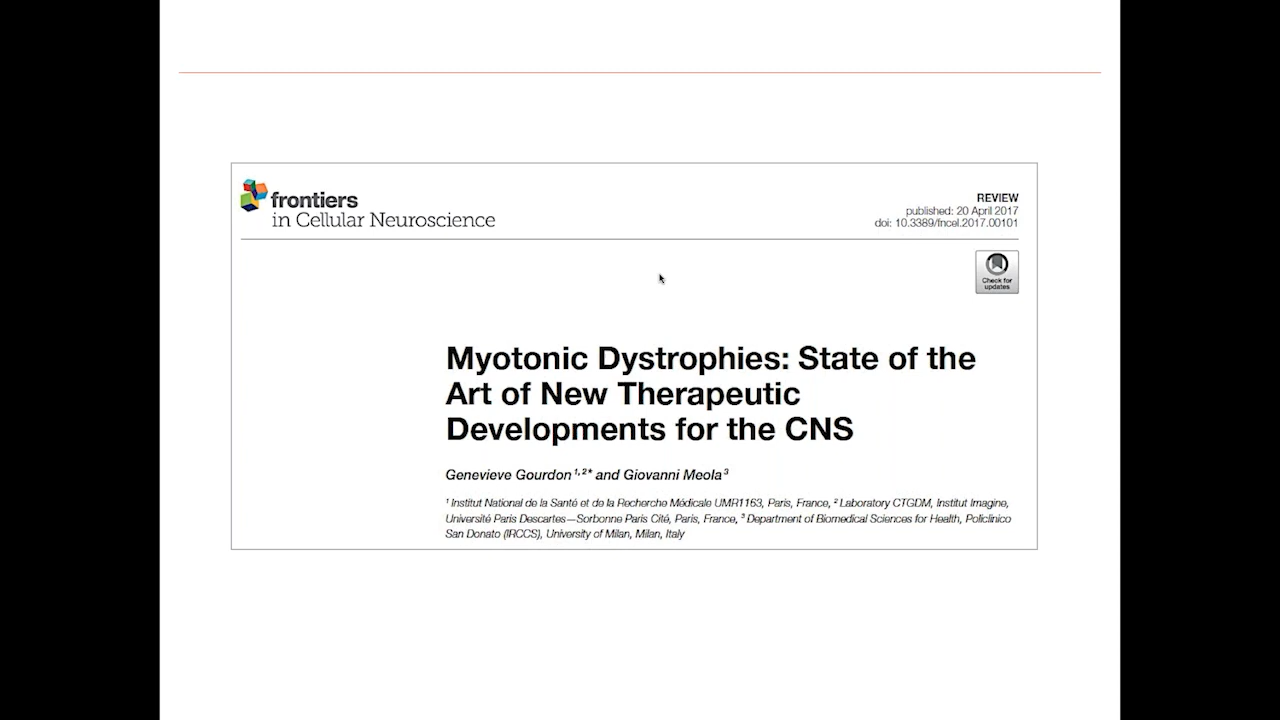 frontiers
in Cellular Neuroscience
REVIEW
published: 20 April 2017
doi: 10.3389/fncel.2017.00101
Check for
updates
Myotonic Dystrophies: State of the
Art of New Therapeutic
Developments for the CNS
Genevieve Gourdon 1,2* and Giovanni Meola 3
1 Institut National de la Santé et de la Recherche Médicale UMR1163, Paris, France, 2 Laboratory CTGDM, Institut Imagine,
Université Paris Descartes—Sorbonne Paris Cité, Paris, France, 3 Department of Biomedical Sciences for Health, Policlinico
San Donato (IRCCS), University of Milan, Milan, Italy